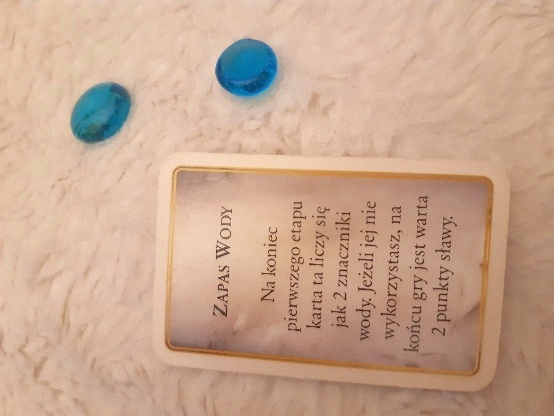 Zapas Wody
Na koniec
pierwszego etapu
karta ta liczy się
jak 2 znaczniki
wody. Jeżeli jej nie
wykorzystasz, na
końcu gry jest warta
2 punkty sławy.